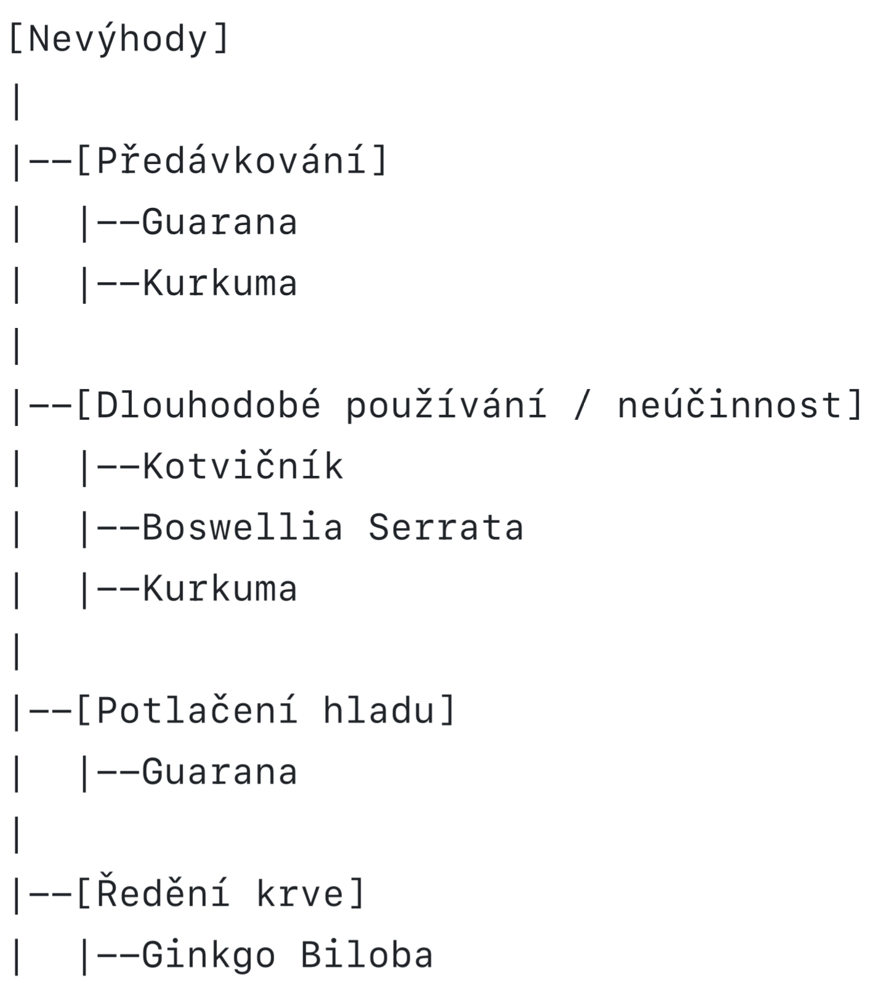 [Nevýhody]
|
|--[Předávkování]
|  |--Guarana
|  |--Kurkuma
|
|--[Dlouhodobé používání / neúčinnost]
|  |--Kotvičník
|  |--Boswellia Serrata
|  |--Kurkuma
|
|--[Potlačení hladu]
|  |--Guarana
|
|--[Ředění krve]
|  |--Ginkgo Biloba